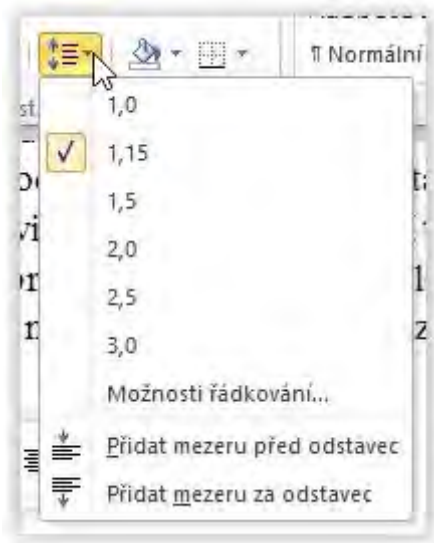 ¶ Normální
1,0
1,15
1,5
2,0
2,5
3,0
Možnosti řádkování...
Přidat mezeru před odstavec
Přidat mezeru za odstavec